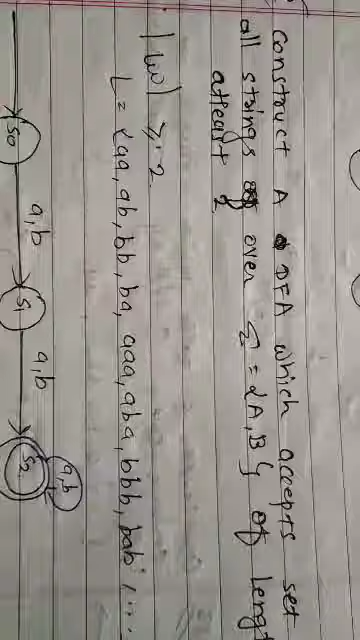 Construct A DFA which accepts set
all strings over Σ = {A,B} of leng
atleast 2
|w| ≥ 2
L = {aa, ab, bb, ba, aaa, aba, bbb, bab, ...
a,b a,b a,b
S0 S1 S2